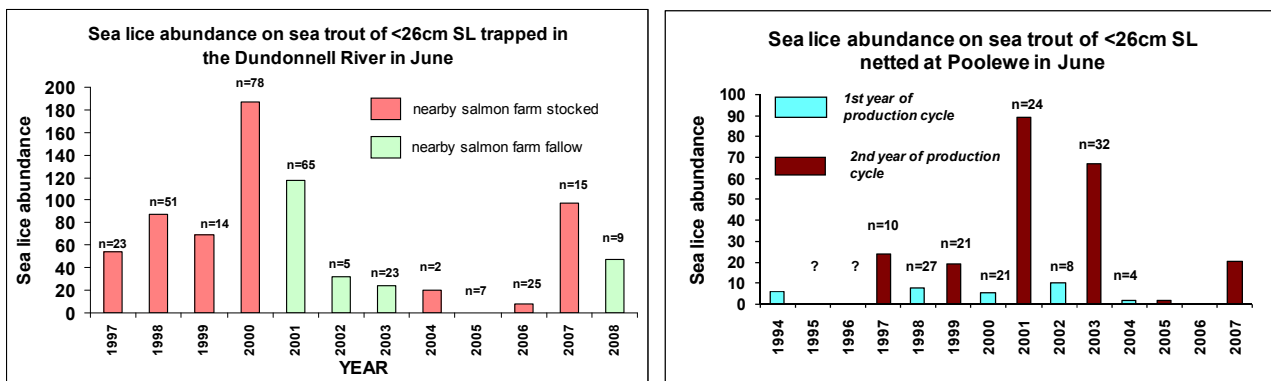 Sea lice abundance on sea trout of <26cm SL trapped in
the Dundonnell River in June
Sea lice abundance
200
180
160
140
120
100
80
60
40
20
0
n=23
n=51
n=14
n=78
n=65
n=5
n=23
n=2
n=7
n=25
n=15
n=9
nearby salmon farm stocked
nearby salmon farm fallow
1997
1998
1999
2000
2001
2002
2003
2004
2005
2006
2007
2008
YEAR
Sea lice abundance on sea trout of <26cm SL
netted at Poolewe in June
Sea lice abundance
100
90
80
70
60
50
40
30
20
10
0
1st year of
production cycle
2nd year of production
cycle
?
?
n=10
n=27
n=21
n=21
n=24
n=8
n=32
n=4
1994
1995
1996
1997
1998
1999
2000
2001
2002
2003
2004
2005
2006
2007